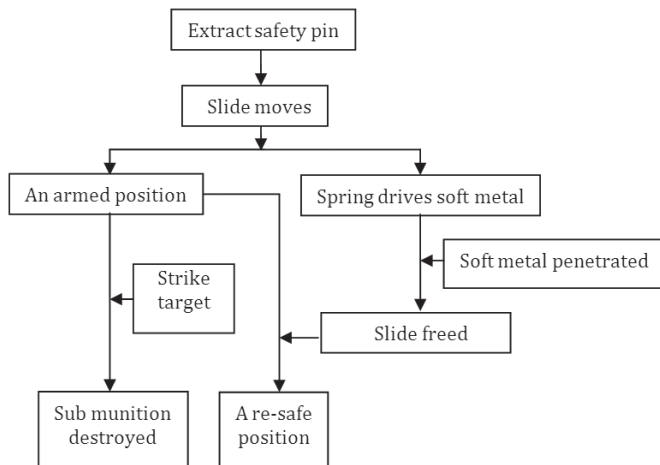 Extract safety pin
Slide moves
An armed position
Spring drives soft metal
Strike
target
Soft metal penetrated
Slide freed
Sub munition
destroyed
A re-safe
position